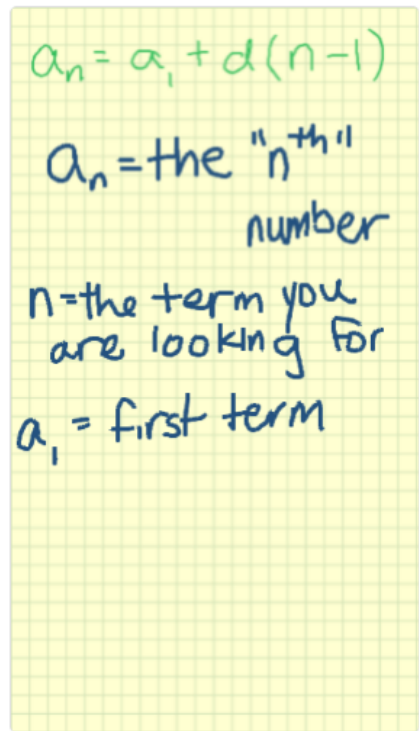 aₙ = a₁ + d(n-1)
aₙ = the "nᵗʰ"
number
n = the term you
are looking for
a₁ = first term